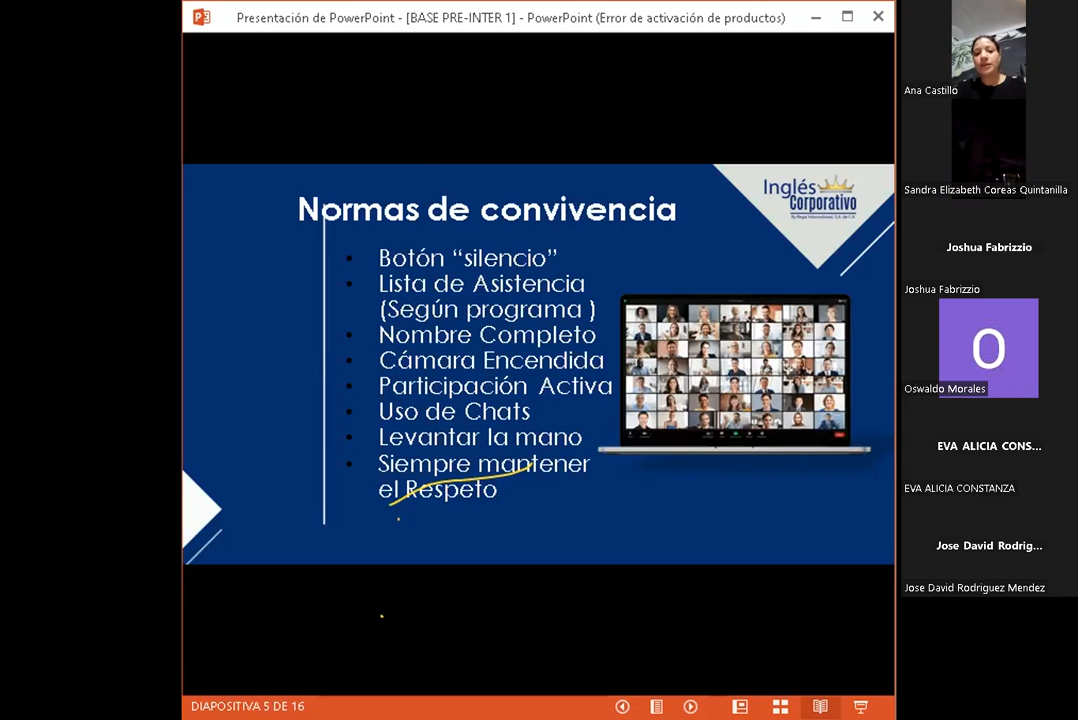 Presentación de PowerPoint - [BASE PRE-INTER 1] - PowerPoint (Error de activación de productos)
Normas de convivencia
Inglés
Corporativo
• Botón “silencio”
• Lista de Asistencia
(Según programa )
• Nombre Completo
• Cámara Encendida
• Participación Activa
• Uso de Chats
• Levantar la mano
• Siempre mantener
el Respeto
DIAPOSITIVA 5 DE 16
Ana Castillo
Sandra Elizabeth Coreas Quintanilla
Joshua Fabrizzio
Joshua Fabrizzio
O
Oswaldo Morales
EVA ALICIA CONS...
EVA ALICIA CONSTANZA
Jose David Rodrig...
Jose David Rodriguez Mendez